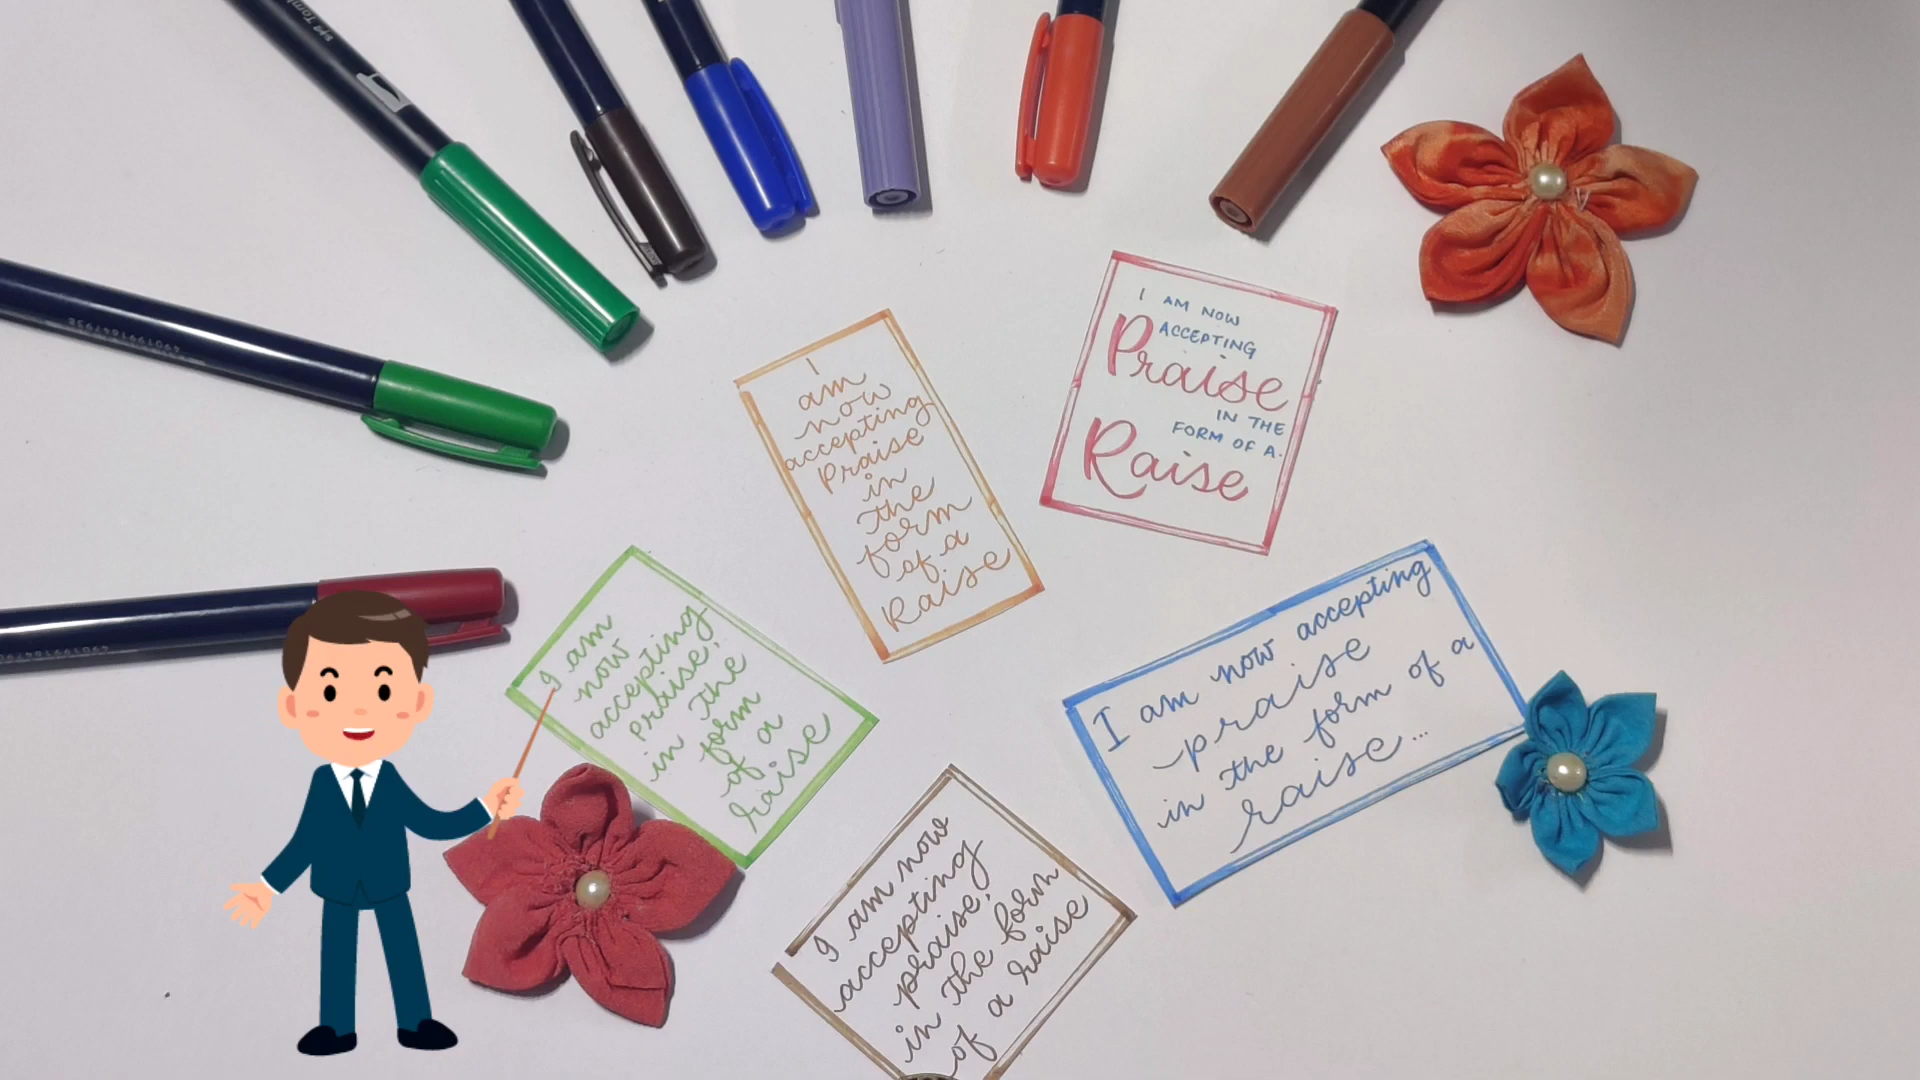 I
am
now
accepting
Praise
in
the
form
of a
Raise
I AM NOW
ACCEPTING
Praise
IN THE
FORM OF A.
Raise
I am
now
accepting
praise.
in the
form
of a
raise
I am now accepting
praise
in the form of a
raise...
I am now
accepting
praise.
in the form
of a raise
4901991647938